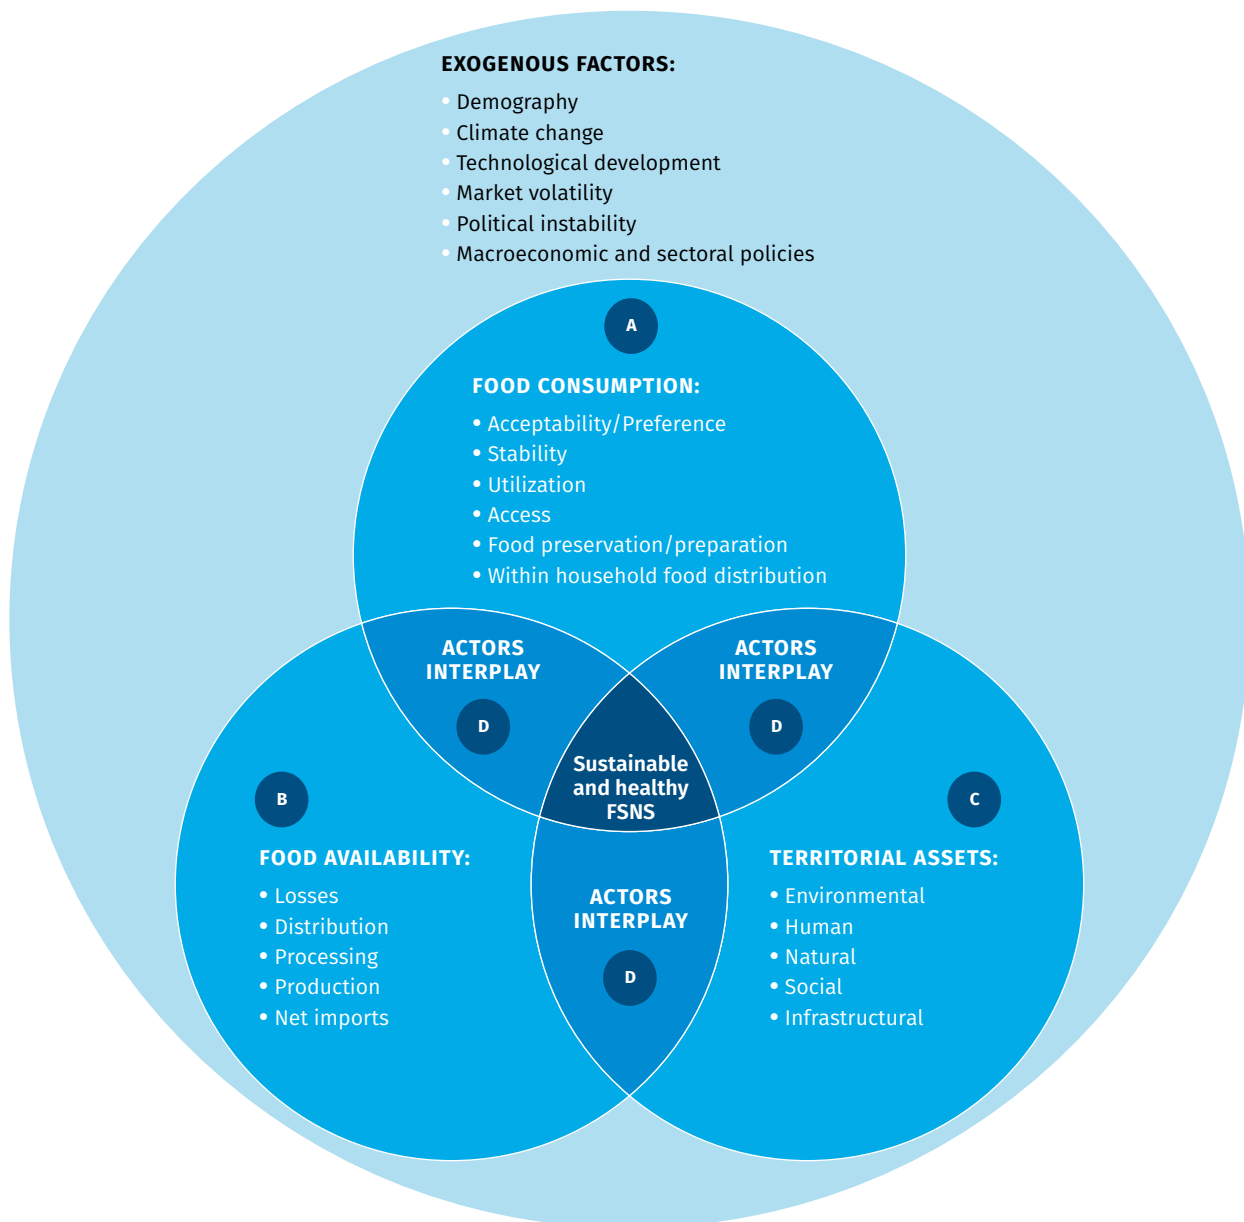 EXOGENOUS FACTORS:
• Demography
• Climate change
• Technological development
• Market volatility
• Political instability
• Macroeconomic and sectoral policies
A
FOOD CONSUMPTION:
• Acceptability/Preference
• Stability
• Utilization
• Access
• Food preservation/preparation
• Within household food distribution
ACTORS
INTERPLAY
D
ACTORS
INTERPLAY
D
Sustainable
and healthy
FSNS
B
FOOD AVAILABILITY:
• Losses
• Distribution
• Processing
• Production
• Net imports
ACTORS
INTERPLAY
D
C
TERRITORIAL ASSETS:
• Environmental
• Human
• Natural
• Social
• Infrastructural